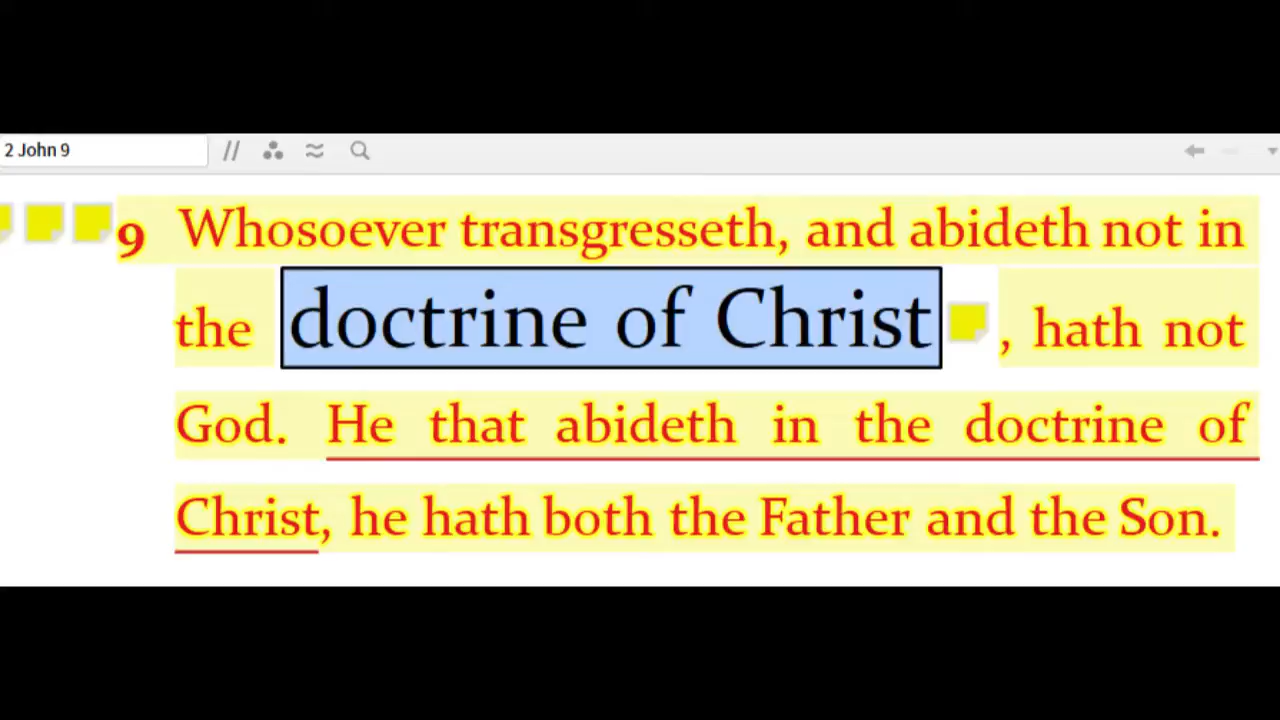 2 John 9
9 Whosoever transgresseth, and abideth not in
the doctrine of Christ , hath not
God. He that abideth in the doctrine of
Christ, he hath both the Father and the Son.